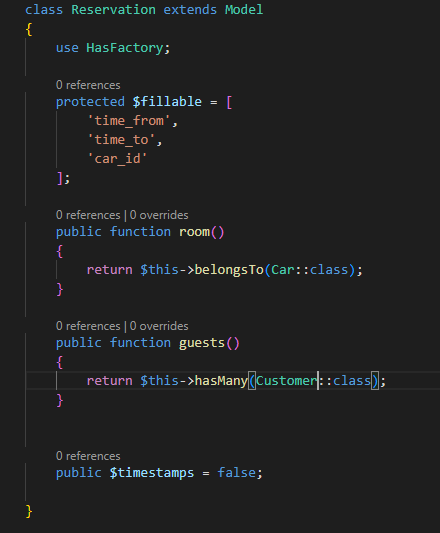 class Reservation extends Model
{
use HasFactory;
0 references
protected $fillable = [
'time_from',
'time_to',
'car_id'
];
0 references | 0 overrides
public function room()
{
return $this->belongsTo(Car::class);
}
0 references | 0 overrides
public function guests()
{
return $this->hasMany(Customer::class);
}
0 references
public $timestamps = false;
}